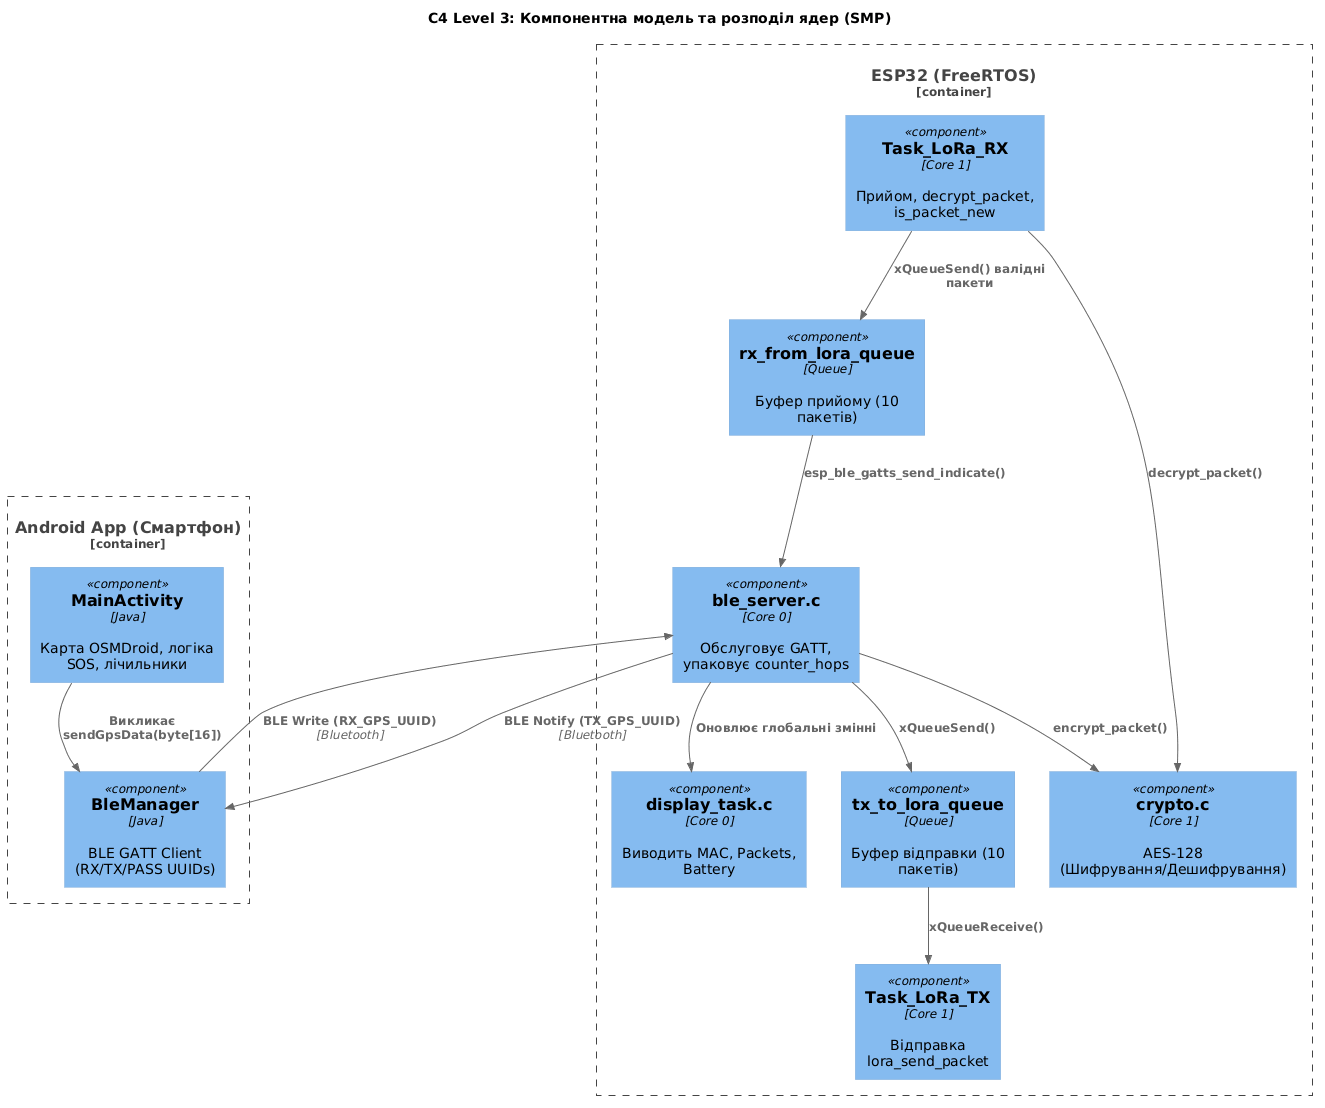 C4 Level 3: Компонентна модель та розподіл ядер (SMP)
ESP32 (FreeRTOS)
[container]
«component»
Task_LoRa_RX
[Core 1]
Прийом, decrypt_packet,
is_packet_new
xQueueSend() валідні
пакети
«component»
rx_from_lora_queue
[Queue]
Буфер прийому (10
пакетів)
esp_ble_gatts_send_indicate()
decrypt_packet()
Android App (Смартфон)
[container]
«component»
MainActivity
[Java]
Карта OSMDroid, логіка
SOS, лічильники
«component»
ble_server.c
[Core 0]
Обслуговує GATT,
упаковує counter_hops
Викликає
sendGpsData(byte[16])
BLE Write (RX_GPS_UUID)
[Bluetooth]
BLE Notify (TX_GPS_UUID)
[Bluetooth]
Оновлює глобальні змінні
xQueueSend()
encrypt_packet()
«component»
BleManager
[Java]
BLE GATT Client
(RX/TX/PASS UUIDs)
«component»
display_task.c
[Core 0]
Виводить MAC, Packets,
Battery
«component»
tx_to_lora_queue
[Queue]
Буфер відправки (10
пакетів)
«component»
crypto.c
[Core 1]
AES-128
(Шифрування/Дешифрування)
xQueueReceive()
«component»
Task_LoRa_TX
[Core 1]
Відправка
lora_send_packet